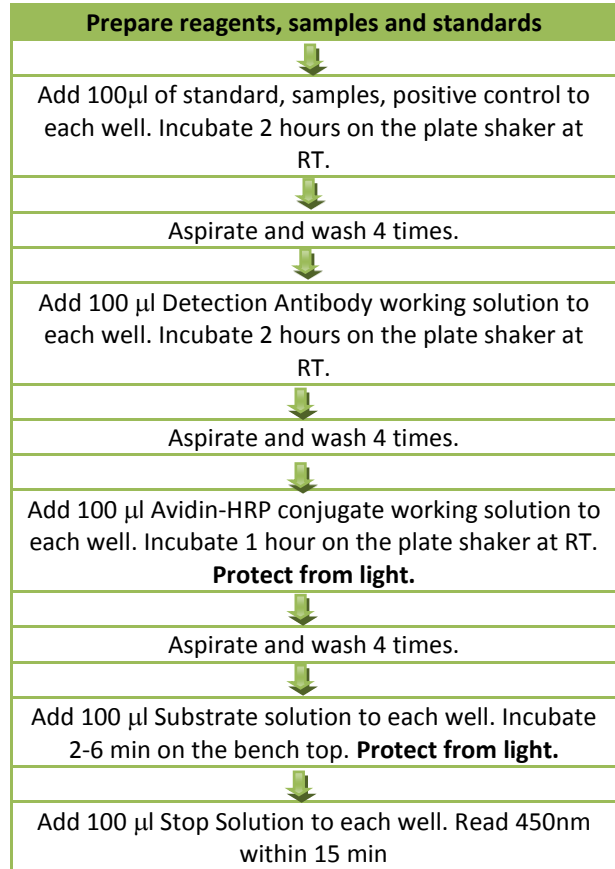 Prepare reagents, samples and standards
Add 100μl of standard, samples, positive control to
each well. Incubate 2 hours on the plate shaker at
RT.
Aspirate and wash 4 times.
Add 100 μl Detection Antibody working solution to
each well. Incubate 2 hours on the plate shaker at
RT.
Aspirate and wash 4 times.
Add 100 μl Avidin-HRP conjugate working solution to
each well. Incubate 1 hour on the plate shaker at RT.
Protect from light.
Aspirate and wash 4 times.
Add 100 μl Substrate solution to each well. Incubate
2-6 min on the bench top. Protect from light.
Add 100 μl Stop Solution to each well. Read 450nm
within 15 min